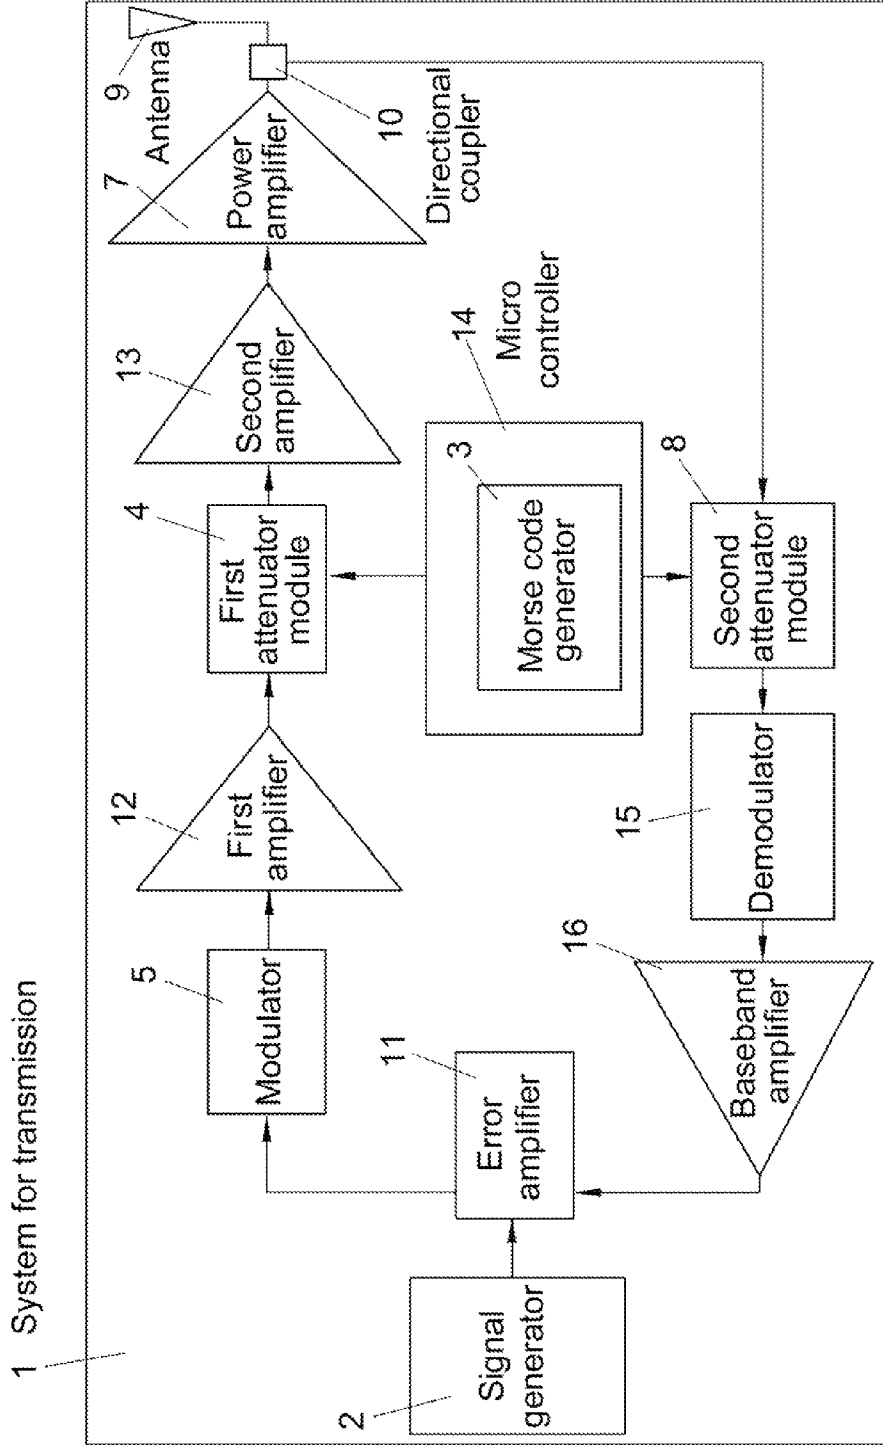 1 System for transmission
2
Signal
generator
11
Error
amplifier
5
Modulator
12
First
amplifier
4
First
attenuator
module
13
Second
amplifier
7
Power
amplifier
9
Antenna
10
Directional
coupler
14
Micro
controller
3
Morse code
generator
8
Second
attenuator
module
15
Demodulator
16
Baseband
amplifier